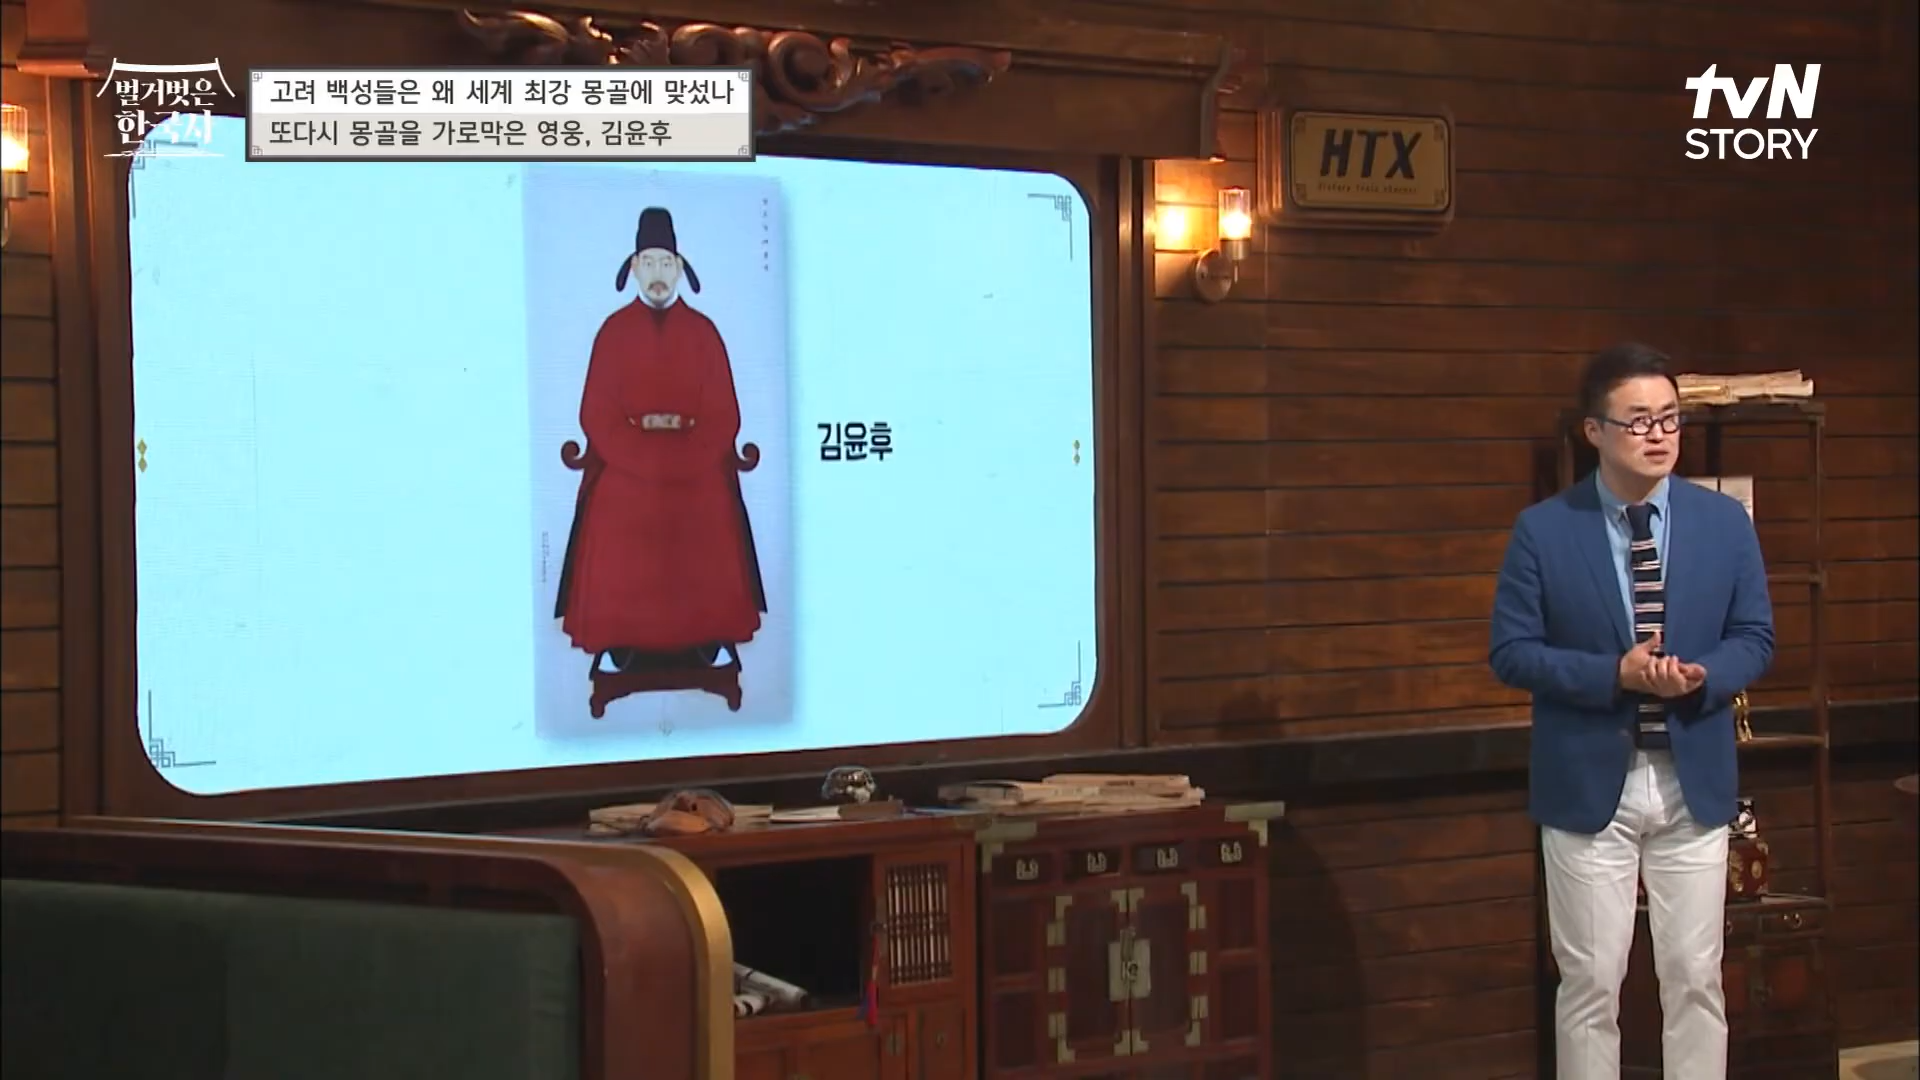 벌거벗은
한국사
고려 백성들은 왜 세계 최강 몽골에 맞섰나
또다시 몽골을 가로막은 영웅, 김윤후
tvN
STORY
HTX
김윤후